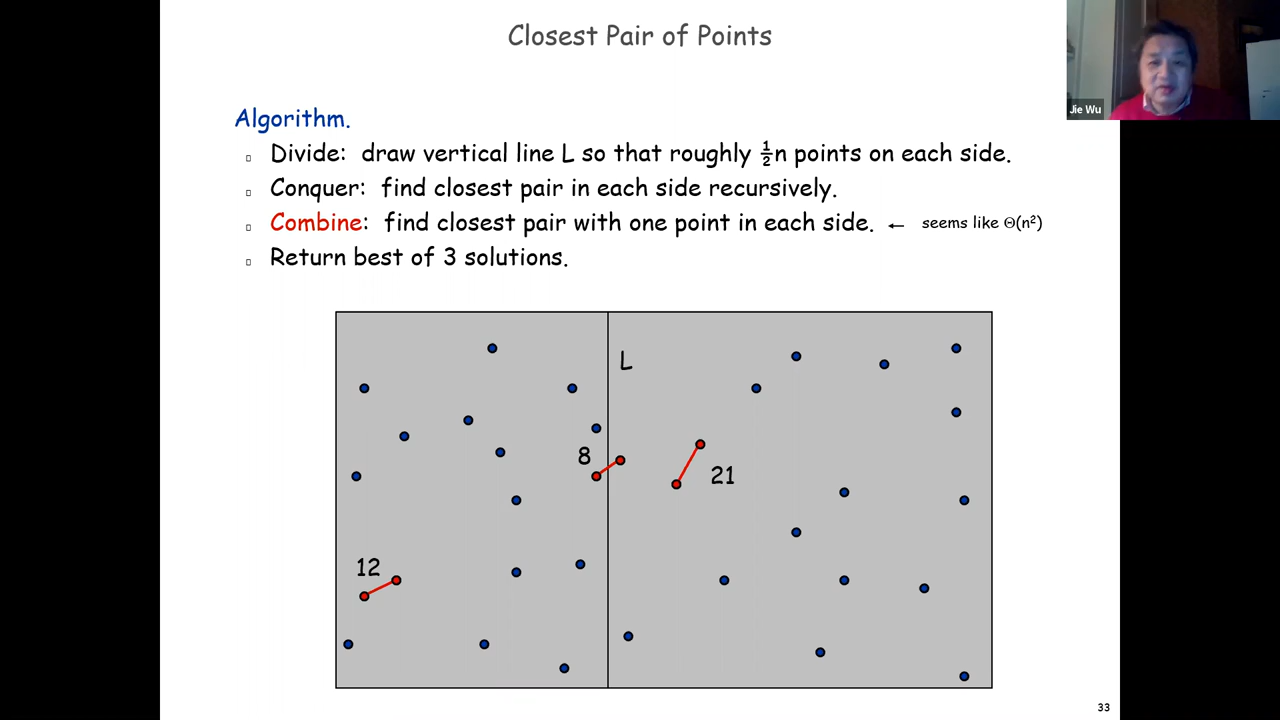 Closest Pair of Points
Jie Wu
Algorithm.
Divide: draw vertical line L so that roughly ½n points on each side.
Conquer: find closest pair in each side recursively.
Combine: find closest pair with one point in each side. ← seems like Θ(n²)
Return best of 3 solutions.
L
8
21
12
33